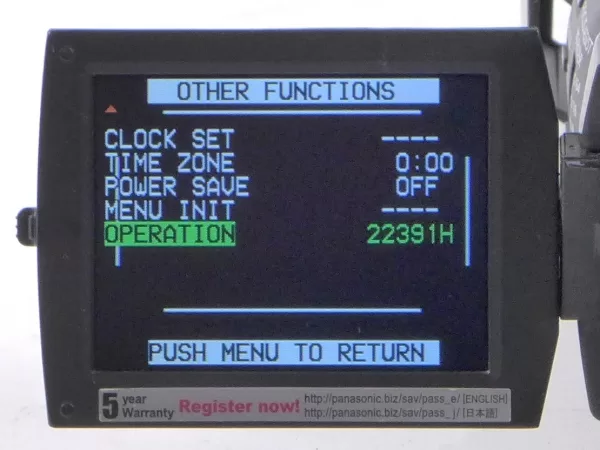 OTHER FUNCTIONS
CLOCK SET ----
TIME ZONE 0:00
POWER SAVE OFF
MENU INIT ----
OPERATION 22391H
PUSH MENU TO RETURN
5 year Warranty Register now! http://panasonic.biz/sav/pass_e/ [ENGLISH]
http://panasonic.biz/sav/pass_j/ [日本語]